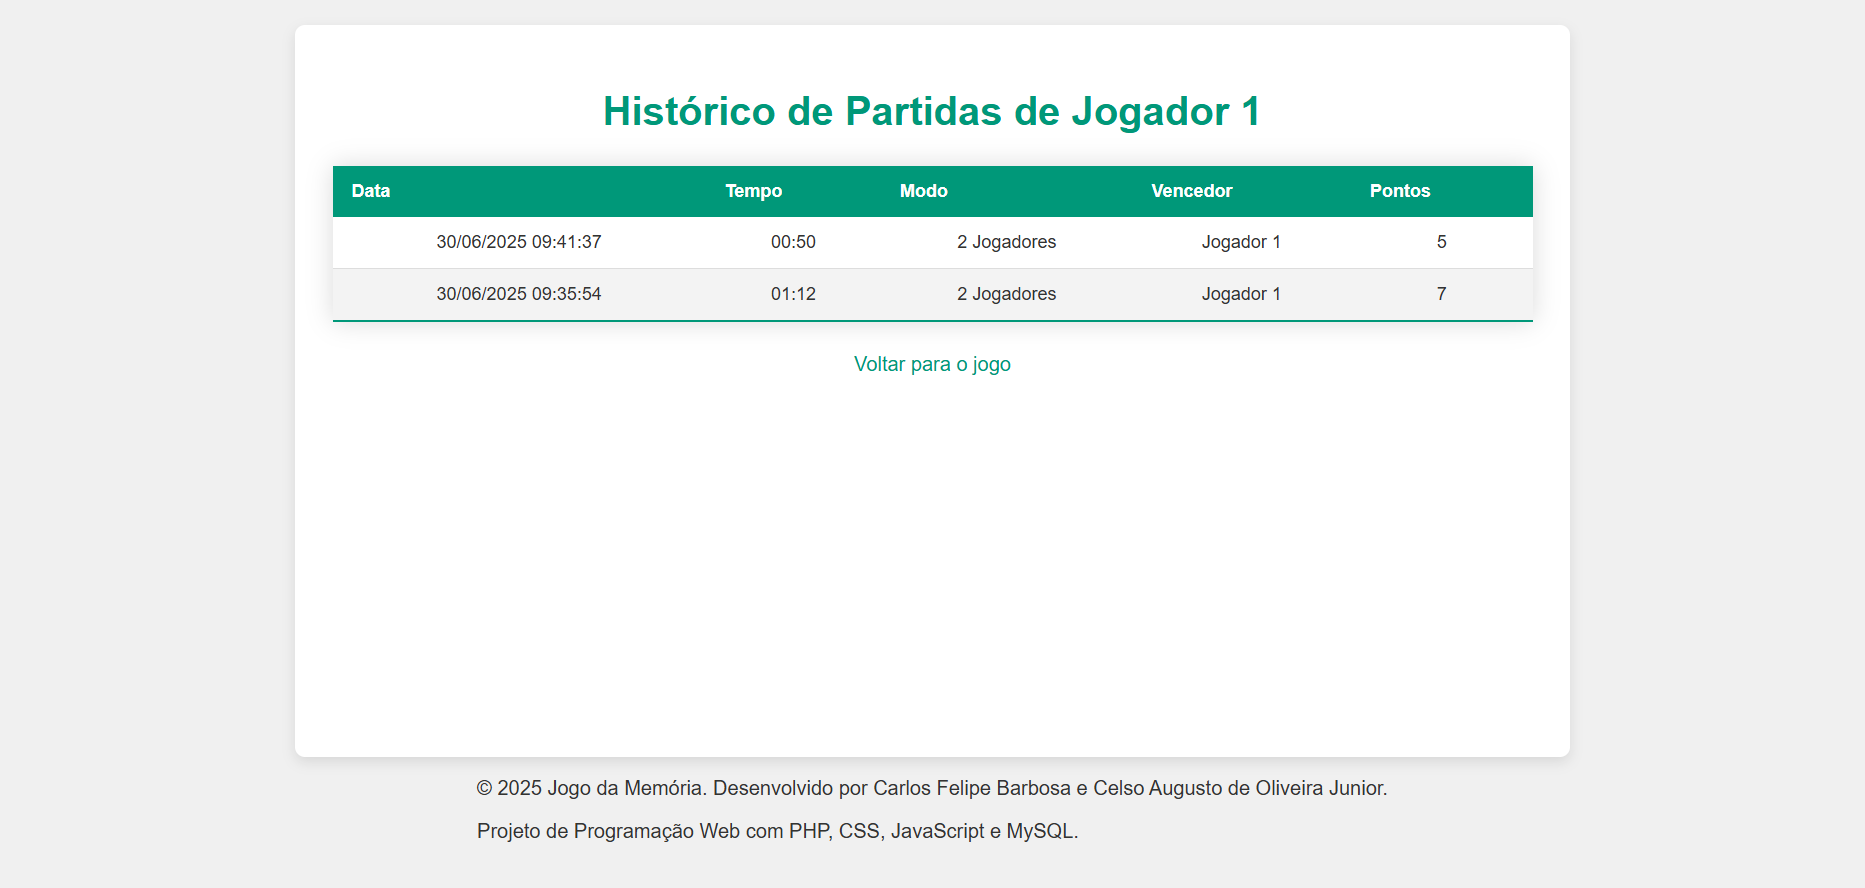 Histórico de Partidas de Jogador 1
Data Tempo Modo Vencedor Pontos
30/06/2025 09:41:37 00:50 2 Jogadores Jogador 1 5
30/06/2025 09:35:54 01:12 2 Jogadores Jogador 1 7
Voltar para o jogo
© 2025 Jogo da Memória. Desenvolvido por Carlos Felipe Barbosa e Celso Augusto de Oliveira Junior.
Projeto de Programação Web com PHP, CSS, JavaScript e MySQL.